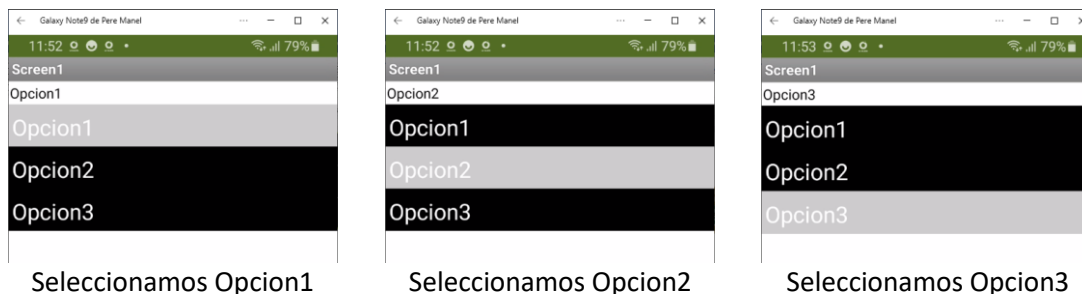 Galaxy Note9 de Pere Manel
11:52
79%
Screen1
Opcion1
Opcion1
Opcion2
Opcion3
Seleccionamos Opcion1
Galaxy Note9 de Pere Manel
11:52
79%
Screen1
Opcion2
Opcion1
Opcion2
Opcion3
Seleccionamos Opcion2
Galaxy Note9 de Pere Manel
11:53
79%
Screen1
Opcion3
Opcion1
Opcion2
Opcion3
Seleccionamos Opcion3